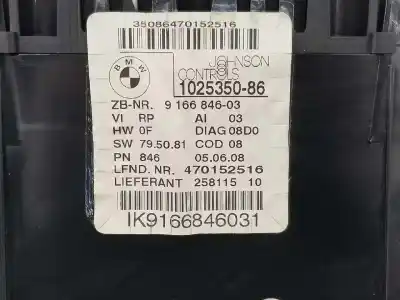 35086470152516
BMW
JOHNSON
CONTROLS
1025350-86
ZB-NR. 9 166 846-03
VI RP AI 03
HW 0F DIAG 08D0
SW 79.50.81 COD 08
PN 846 05.06.08
LFND. NR. 470152516
LIEFERANT 258115 10
IK9166846031